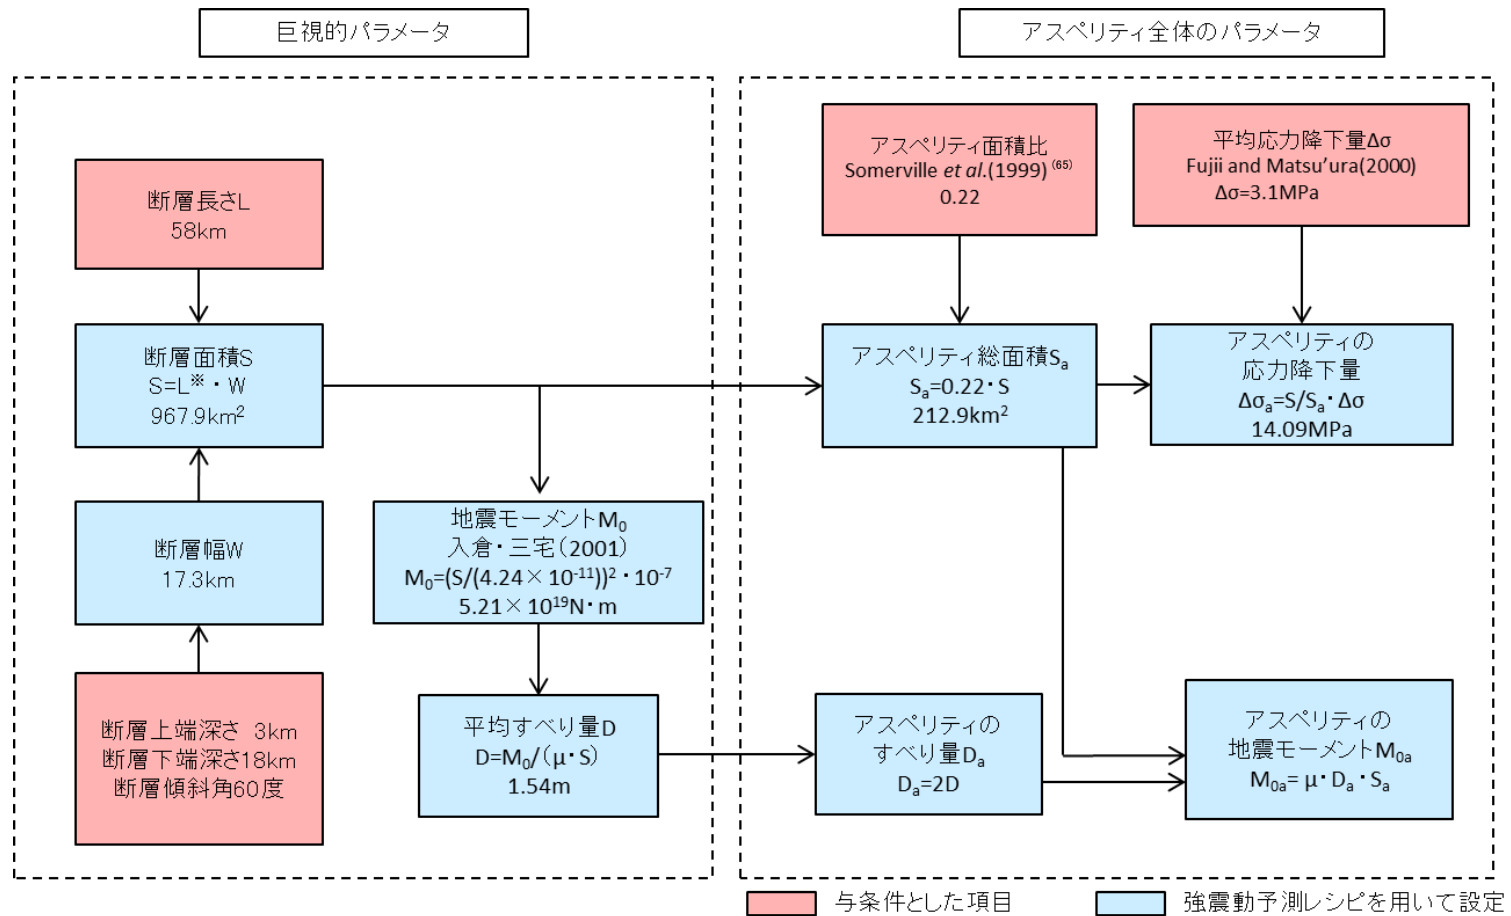 巨視的パラメータ
断層長さL
58km
断層面積S
S=L※・W
967.9km²
断層幅W
17.3km
断層上端深さ 3km
断層下端深さ18km
断層傾斜角60度
地震モーメントM₀
入倉・三宅(2001)
M₀=(S/(4.24×10⁻¹¹))²・10⁻⁷
5.21×10¹⁹N・m
平均すべり量D
D=M₀/(μ・S)
1.54m
アスペリティ全体のパラメータ
アスペリティ面積比
Somerville et al.(1999)⁽⁶⁵⁾
0.22
平均応力降下量Δσ
Fujii and Matsu'ura(2000)
Δσ=3.1MPa
アスペリティ総面積Sₐ
Sₐ=0.22・S
212.9km²
アスペリティの
応力降下量
Δσₐ=S/Sₐ・Δσ
14.09MPa
アスペリティの
すべり量Dₐ
Dₐ=2D
アスペリティの
地震モーメントM₀ₐ
M₀ₐ= μ・Dₐ・Sₐ
与条件とした項目
強震動予測レシピを用いて設定